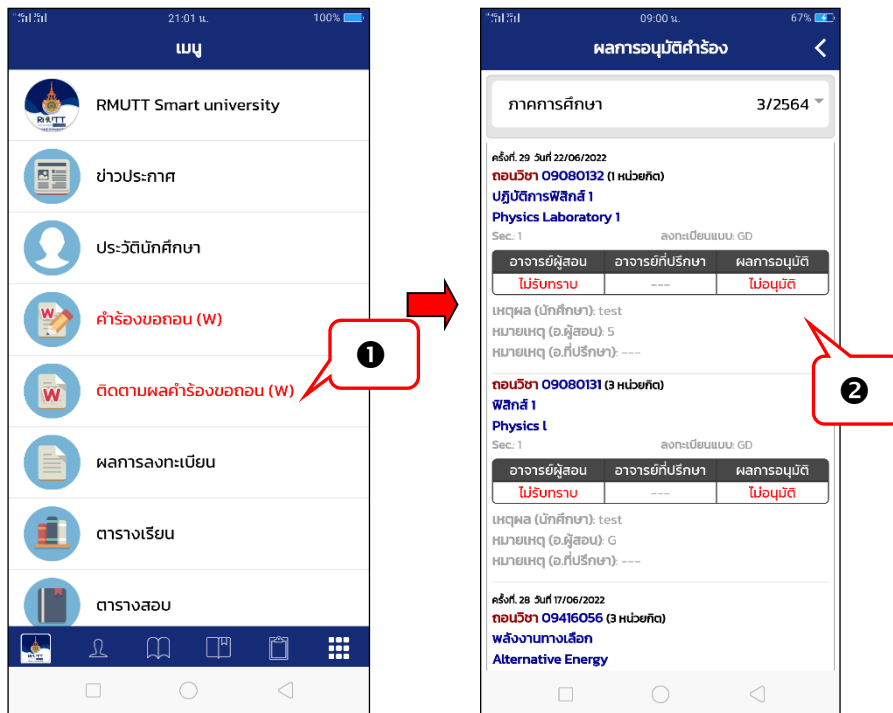 21:01 น.
100%
เมนู
RMUTT Smart university
ข่าวประกาศ
ประวัตินักศึกษา
คำร้องขอถอน (W)
ติดตามผลคำร้องขอถอน (W)
ผลการลงทะเบียน
ตารางเรียน
ตารางสอบ
❶
09:00 น.
67%
ผลการอนุมัติคำร้อง
ภาคการศึกษา 3/2564
ครั้งที่. 29 วันที่ 22/06/2022
ถอนวิชา 09080132 (1 หน่วยกิต)
ปฏิบัติการฟิสิกส์ 1
Physics Laboratory 1
Sec.: 1 ลงทะเบียนแบบ: GD
อาจารย์ผู้สอน อาจารย์ที่ปรึกษา ผลการอนุมัติ
ไม่รับทราบ --- ไม่อนุมัติ
เหตุผล (นักศึกษา): test
หมายเหตุ (อ.ผู้สอน): 5
หมายเหตุ (อ.ที่ปรึกษา): ---
ถอนวิชา 09080131 (3 หน่วยกิต)
ฟิสิกส์ 1
Physics l
Sec.: 1 ลงทะเบียนแบบ: GD
อาจารย์ผู้สอน อาจารย์ที่ปรึกษา ผลการอนุมัติ
ไม่รับทราบ --- ไม่อนุมัติ
เหตุผล (นักศึกษา): test
หมายเหตุ (อ.ผู้สอน): G
หมายเหตุ (อ.ที่ปรึกษา): ---
ครั้งที่. 28 วันที่ 17/06/2022
ถอนวิชา 09416056 (3 หน่วยกิต)
พลังงานทางเลือก
Alternative Energy
❷